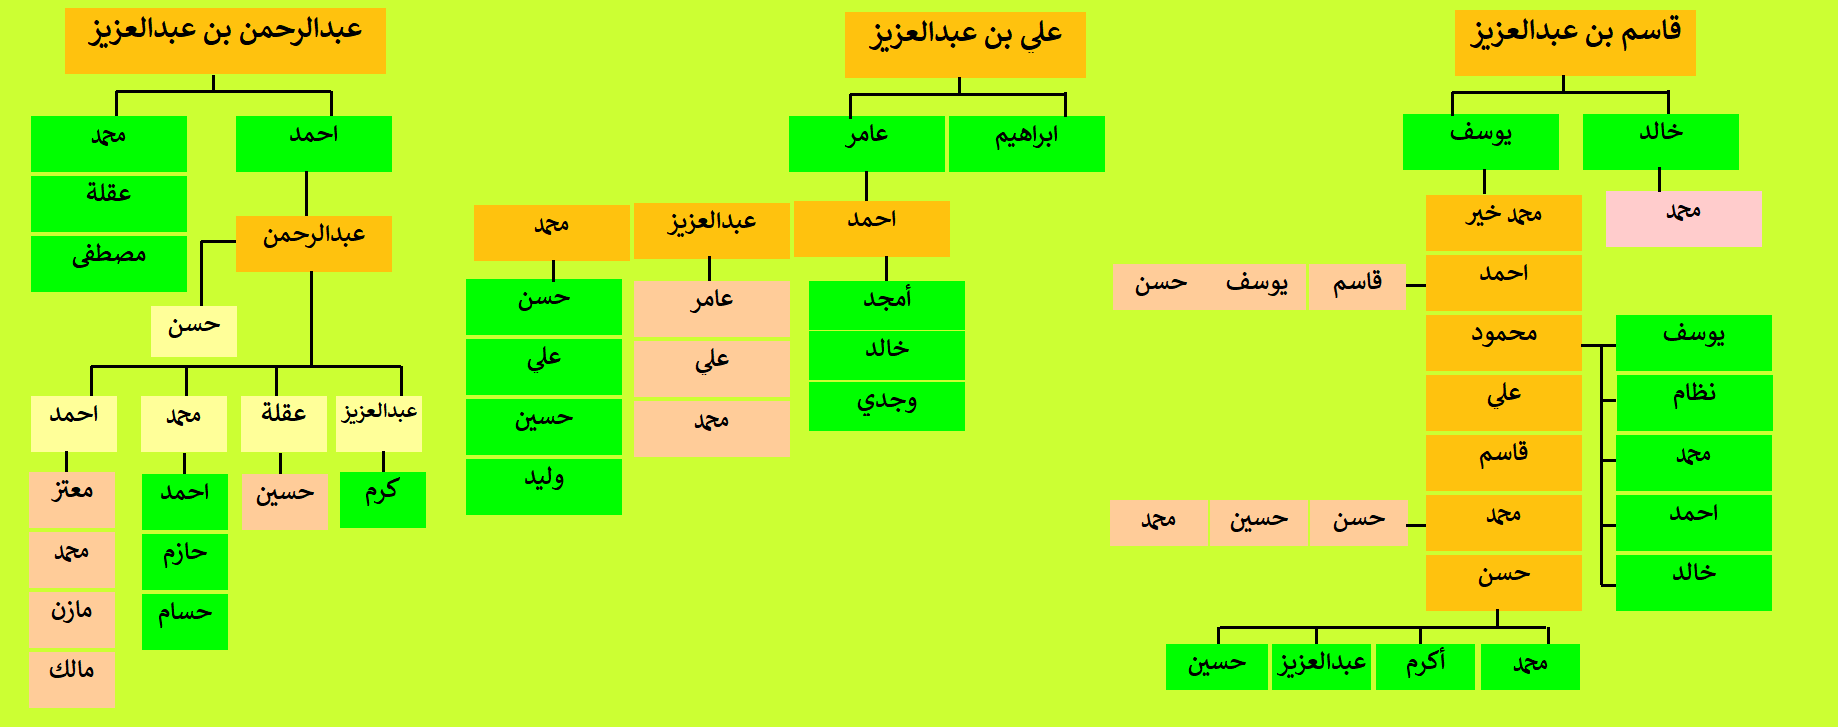 قاسم بن عبدالعزيز
خالد
يوسف
محمد
محمد خير
احمد
قاسم
يوسف
حسن
محمود
يوسف
نظام
محمد
احمد
خالد
علي
قاسم
محمد
حسن
حسين
محمد
حسن
محمد
أكرم
عبدالعزيز
حسين
علي بن عبدالعزيز
ابراهيم
عامر
احمد
عبدالعزيز
محمد
أمجد
خالد
وجدي
عامر
علي
محمد
حسن
علي
حسين
وليد
عبدالرحمن بن عبدالعزيز
احمد
محمد
عقلة
مصطفى
عبدالرحمن
حسن
عبدالعزيز
عقلة
محمد
احمد
كرم
حسين
احمد
حازم
حسام
معتز
محمد
مازن
مالك